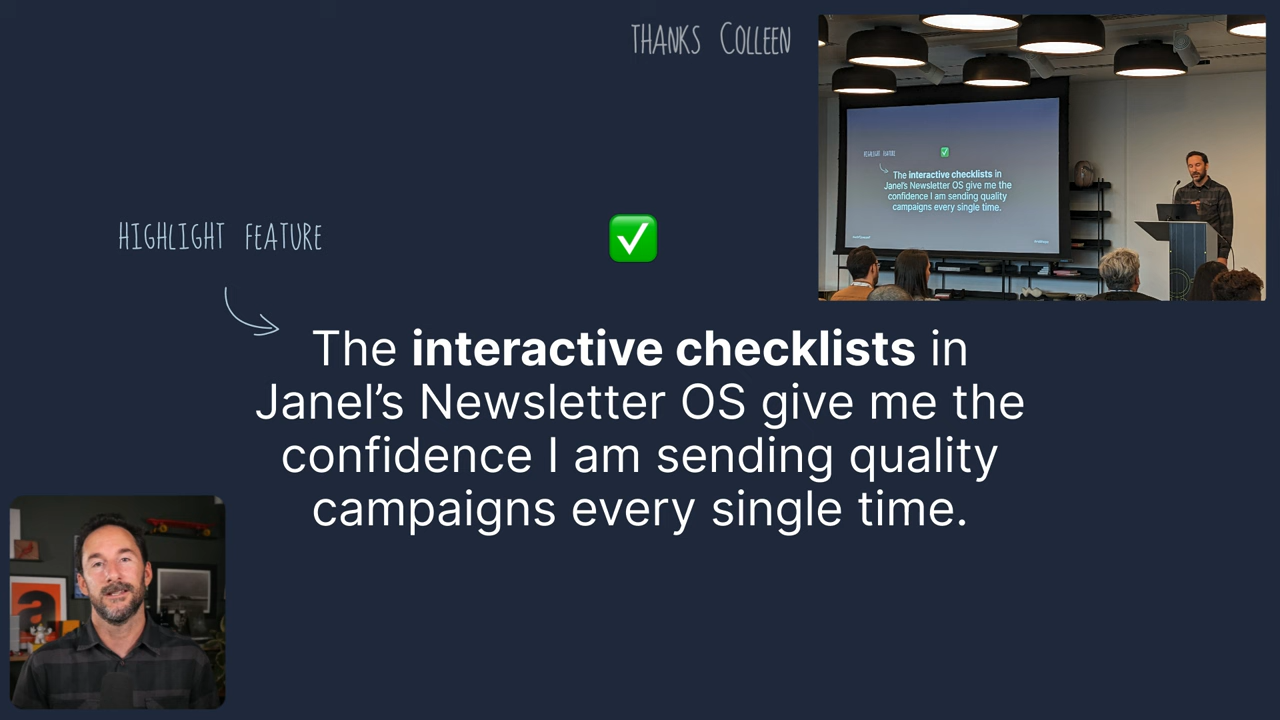 THANKS COLLEEN
HIGHLIGHT FEATURE
✅
The interactive checklists in
Janel’s Newsletter OS give me the
confidence I am sending quality
campaigns every single time.
HIGHLIGHT FEATURE
✅
The interactive checklists in
Janel's Newsletter OS give me the
confidence I am sending quality
campaigns every single time.
a